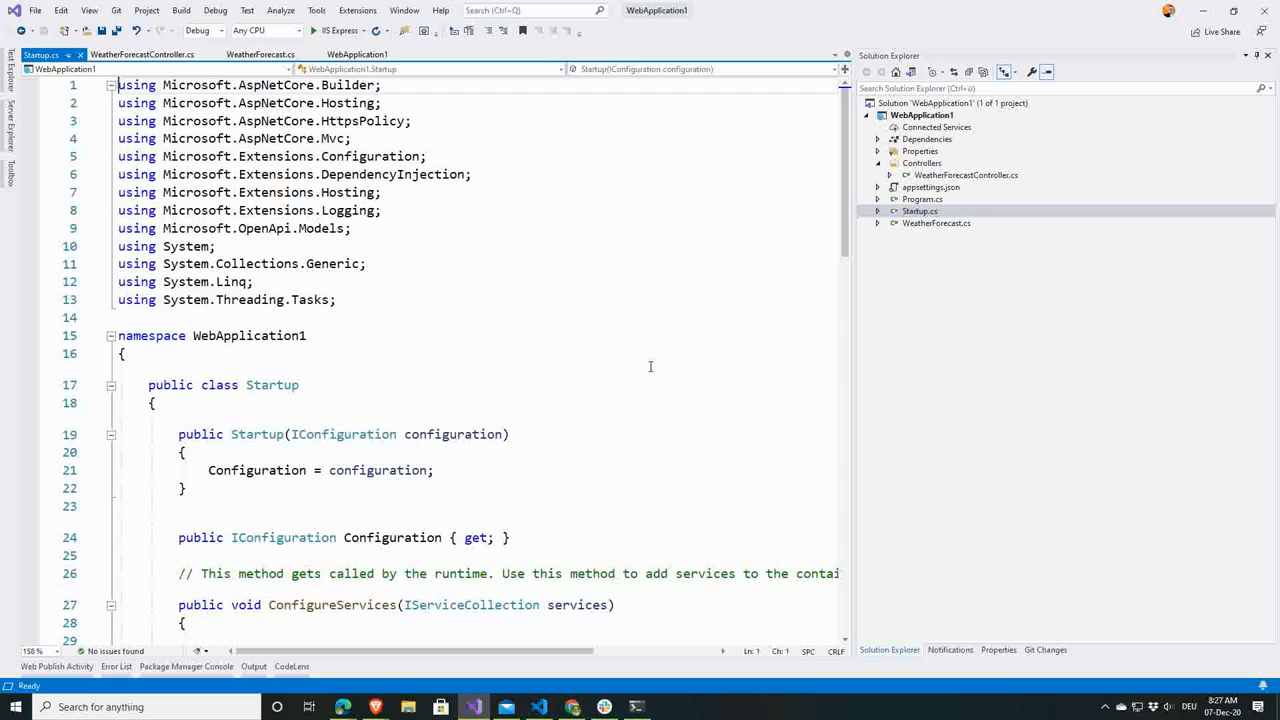 File Edit View Git Project Build Debug Test Analyze Tools Extensions Window Help Search (Ctrl+Q) WebApplication1
Debug Any CPU IIS Express Live Share
Startup.cs WeatherForecastController.cs WeatherForecast.cs WebApplication1
WebApplication1 WebApplication1.Startup Startup(IConfiguration configuration)
Test Explorer
Server Explorer
Toolbox
1 using Microsoft.AspNetCore.Builder;
2 using Microsoft.AspNetCore.Hosting;
3 using Microsoft.AspNetCore.HttpsPolicy;
4 using Microsoft.AspNetCore.Mvc;
5 using Microsoft.Extensions.Configuration;
6 using Microsoft.Extensions.DependencyInjection;
7 using Microsoft.Extensions.Hosting;
8 using Microsoft.Extensions.Logging;
9 using Microsoft.OpenApi.Models;
10 using System;
11 using System.Collections.Generic;
12 using System.Linq;
13 using System.Threading.Tasks;
14
15 namespace WebApplication1
16 {
17 public class Startup
18 {
19 public Startup(IConfiguration configuration)
20 {
21 Configuration = configuration;
22 }
23
24 public IConfiguration Configuration { get; }
25
26 // This method gets called by the runtime. Use this method to add services to the contai
27 public void ConfigureServices(IServiceCollection services)
28 {
29
158 % No issues found Ln: 1 Ch: 1 SPC CRLF
Web Publish Activity Error List Package Manager Console Output CodeLens
Solution Explorer
Search Solution Explorer (Ctrl+ü)
Solution 'WebApplication1' (1 of 1 project)
WebApplication1
Connected Services
Dependencies
Properties
Controllers
WeatherForecastController.cs
appsettings.json
Program.cs
Startup.cs
WeatherForecast.cs
Solution Explorer Notifications Properties Git Changes
Ready
Search for anything
DEU
8:27 AM
07-Dec-20